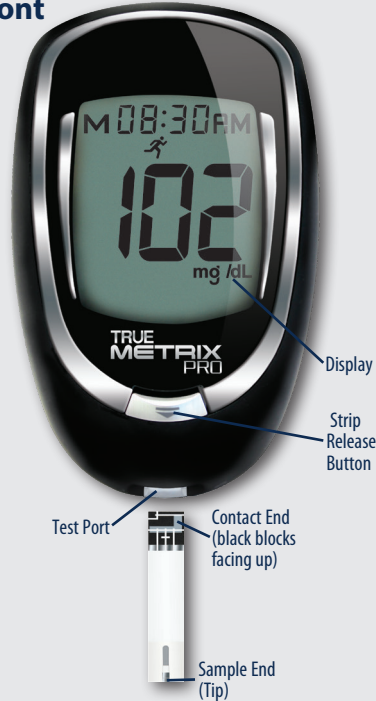 ont
M 08:30AM
102
mg /dL
TRUE
METRIX
PRO
Display
Strip
Release
Button
Test Port
Contact End
(black blocks
facing up)
Sample End
(Tip)